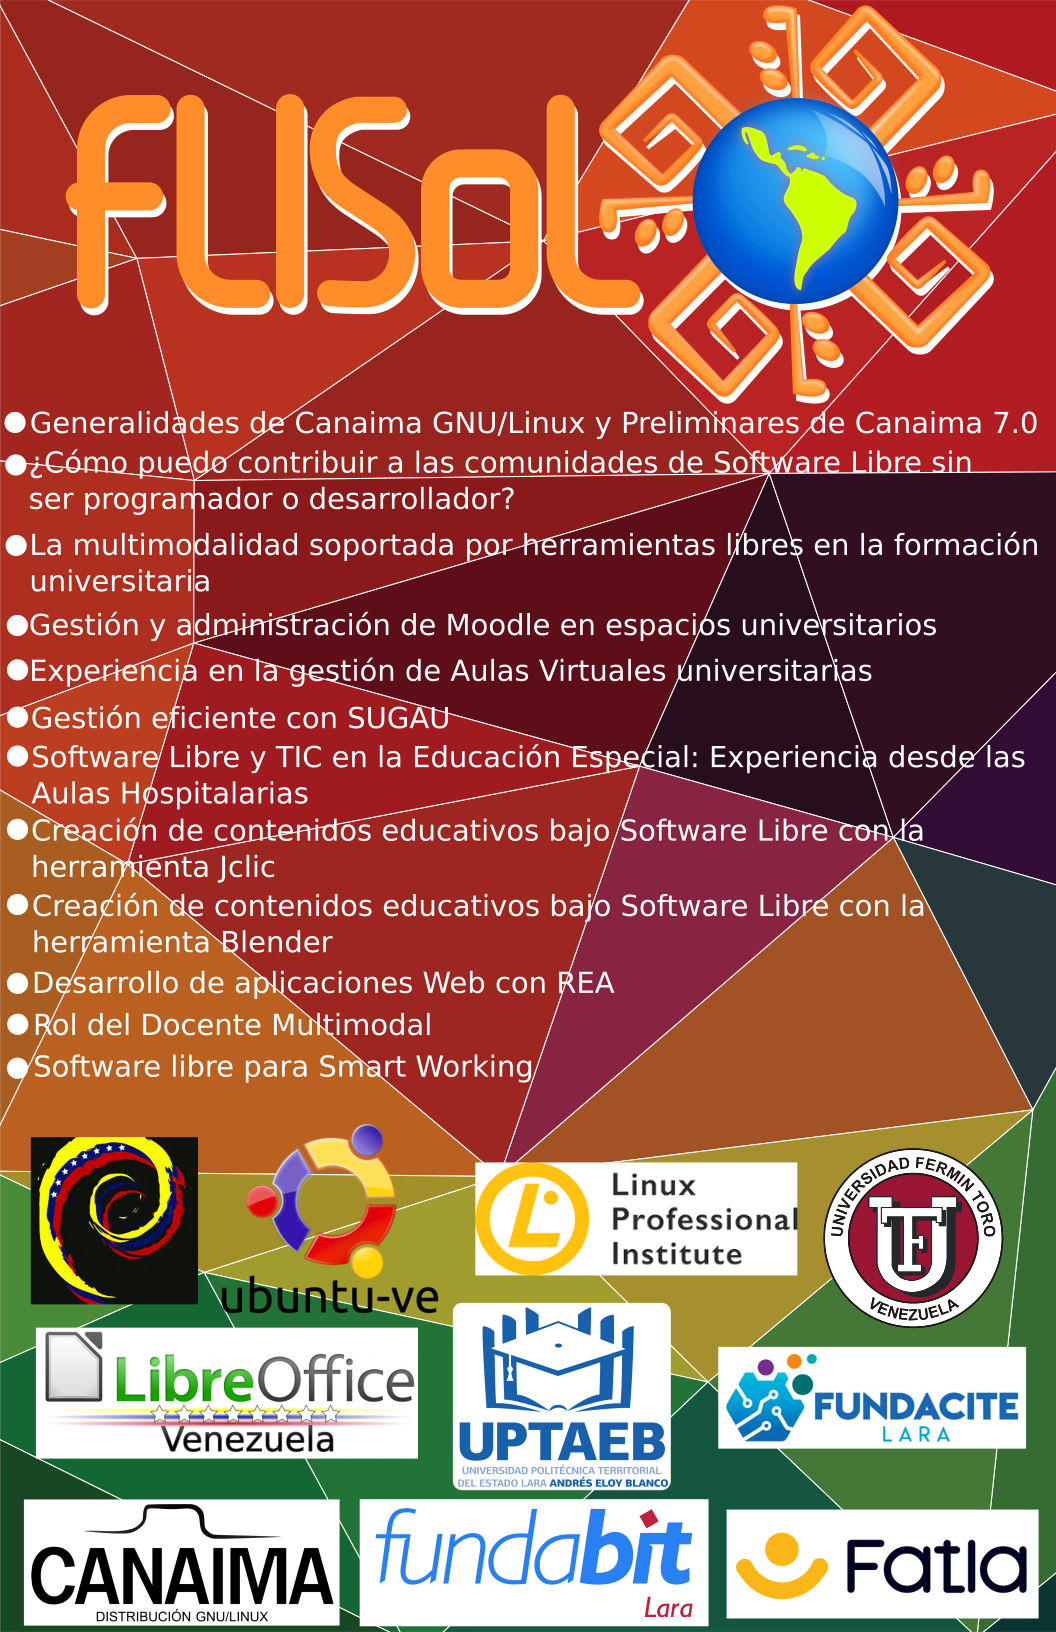 FLISoL
●Generalidades de Canaima GNU/Linux y Preliminares de Canaima 7.0
●¿Cómo puedo contribuir a las comunidades de Software Libre sin
ser programador o desarrollador?
●La multimodalidad soportada por herramientas libres en la formación
universitaria
●Gestión y administración de Moodle en espacios universitarios
●Experiencia en la gestión de Aulas Virtuales universitarias
●Gestión eficiente con SUGAU
●Software Libre y TIC en la Educación Especial: Experiencia desde las
Aulas Hospitalarias
●Creación de contenidos educativos bajo Software Libre con la
herramienta Jclic
●Creación de contenidos educativos bajo Software Libre con la
herramienta Blender
●Desarrollo de aplicaciones Web con REA
●Rol del Docente Multimodal
●Software libre para Smart Working
ubuntu-ve
Linux
Professional
Institute
UNIVERSIDAD FERMIN TORO
UFT
VENEZUELA
LibreOffice
Venezuela
UPTAEB
UNIVERSIDAD POLITÉCNICA TERRITORIAL
DEL ESTADO LARA ANDRÉS ELOY BLANCO
FUNDACITE
LARA
CANAIMA
DISTRIBUCIÓN GNU/LINUX
fundabit
Lara
Fatla